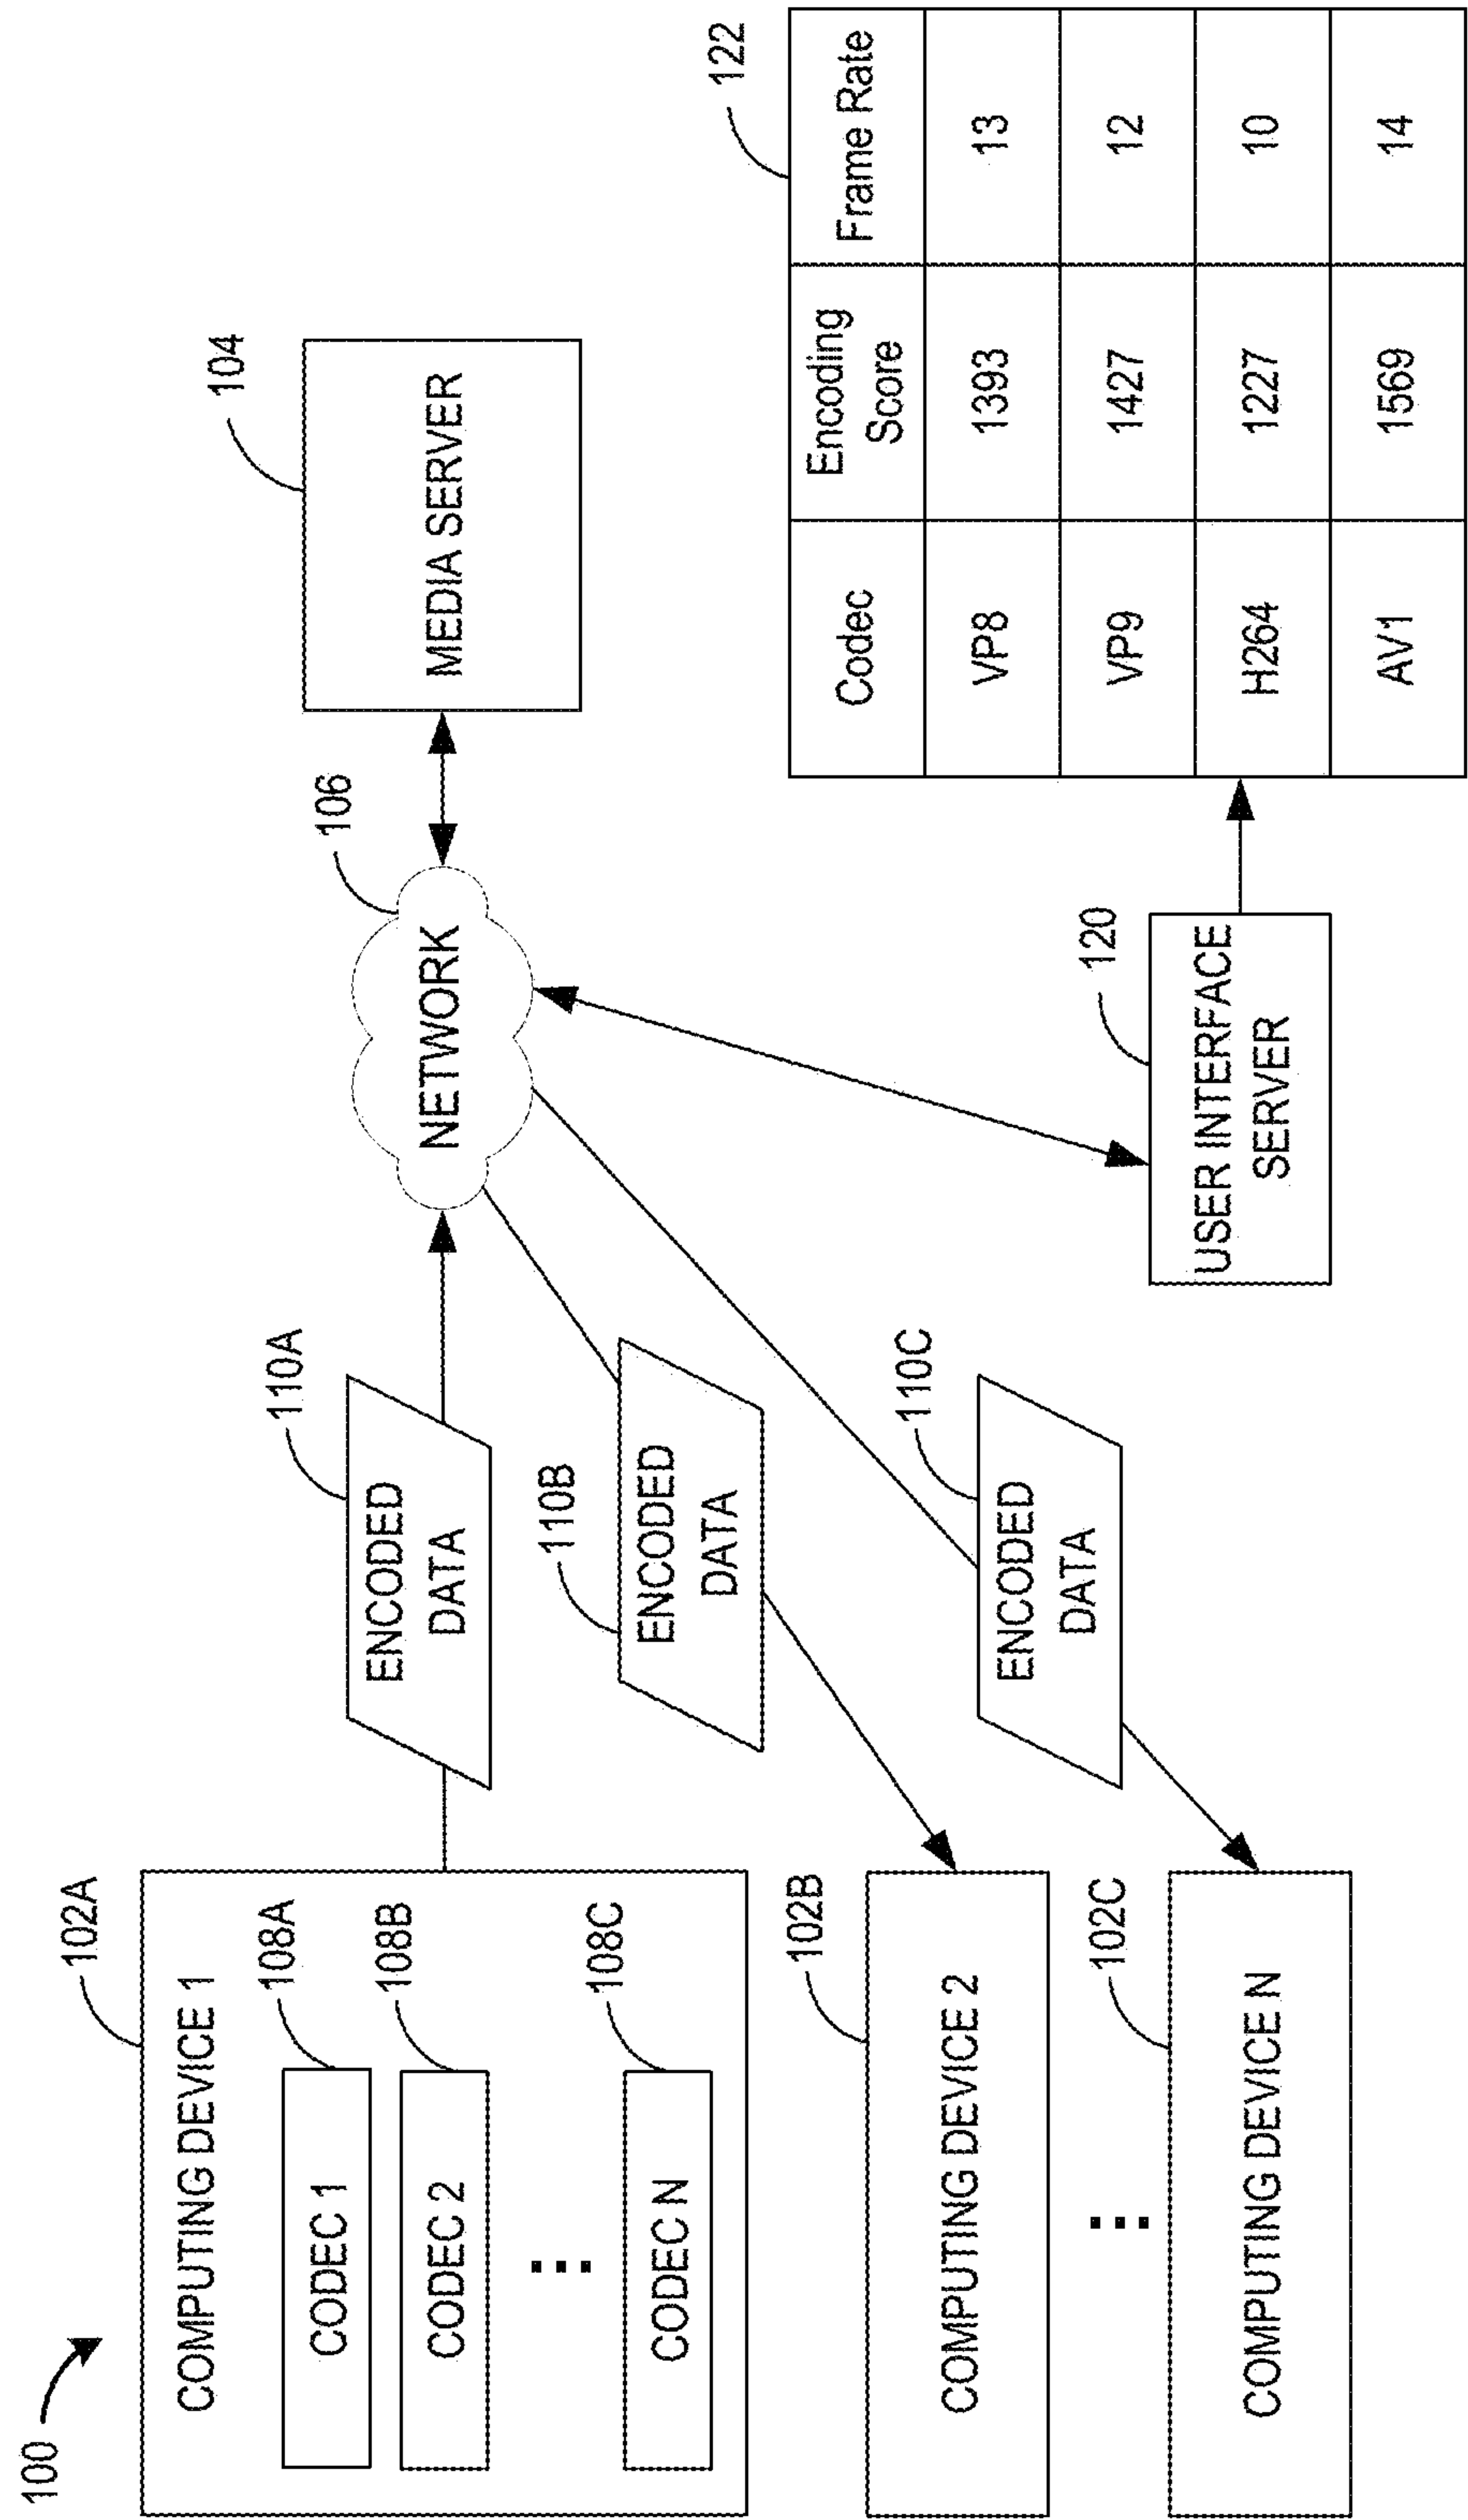 100
102A
COMPUTING DEVICE 1
108A
CODEC 1
108B
CODEC 2
108C
CODEC N
102B
COMPUTING DEVICE 2
102C
COMPUTING DEVICE N
110A
ENCODED
DATA
110B
ENCODED
DATA
110C
ENCODED
DATA
106
NETWORK
104
MEDIA SERVER
120
USER INTERFACE
SERVER
122
Codec Encoding Score Frame Rate
VP8 1393 13
VP9 1427 12
H264 1227 10
AV1 1569 14